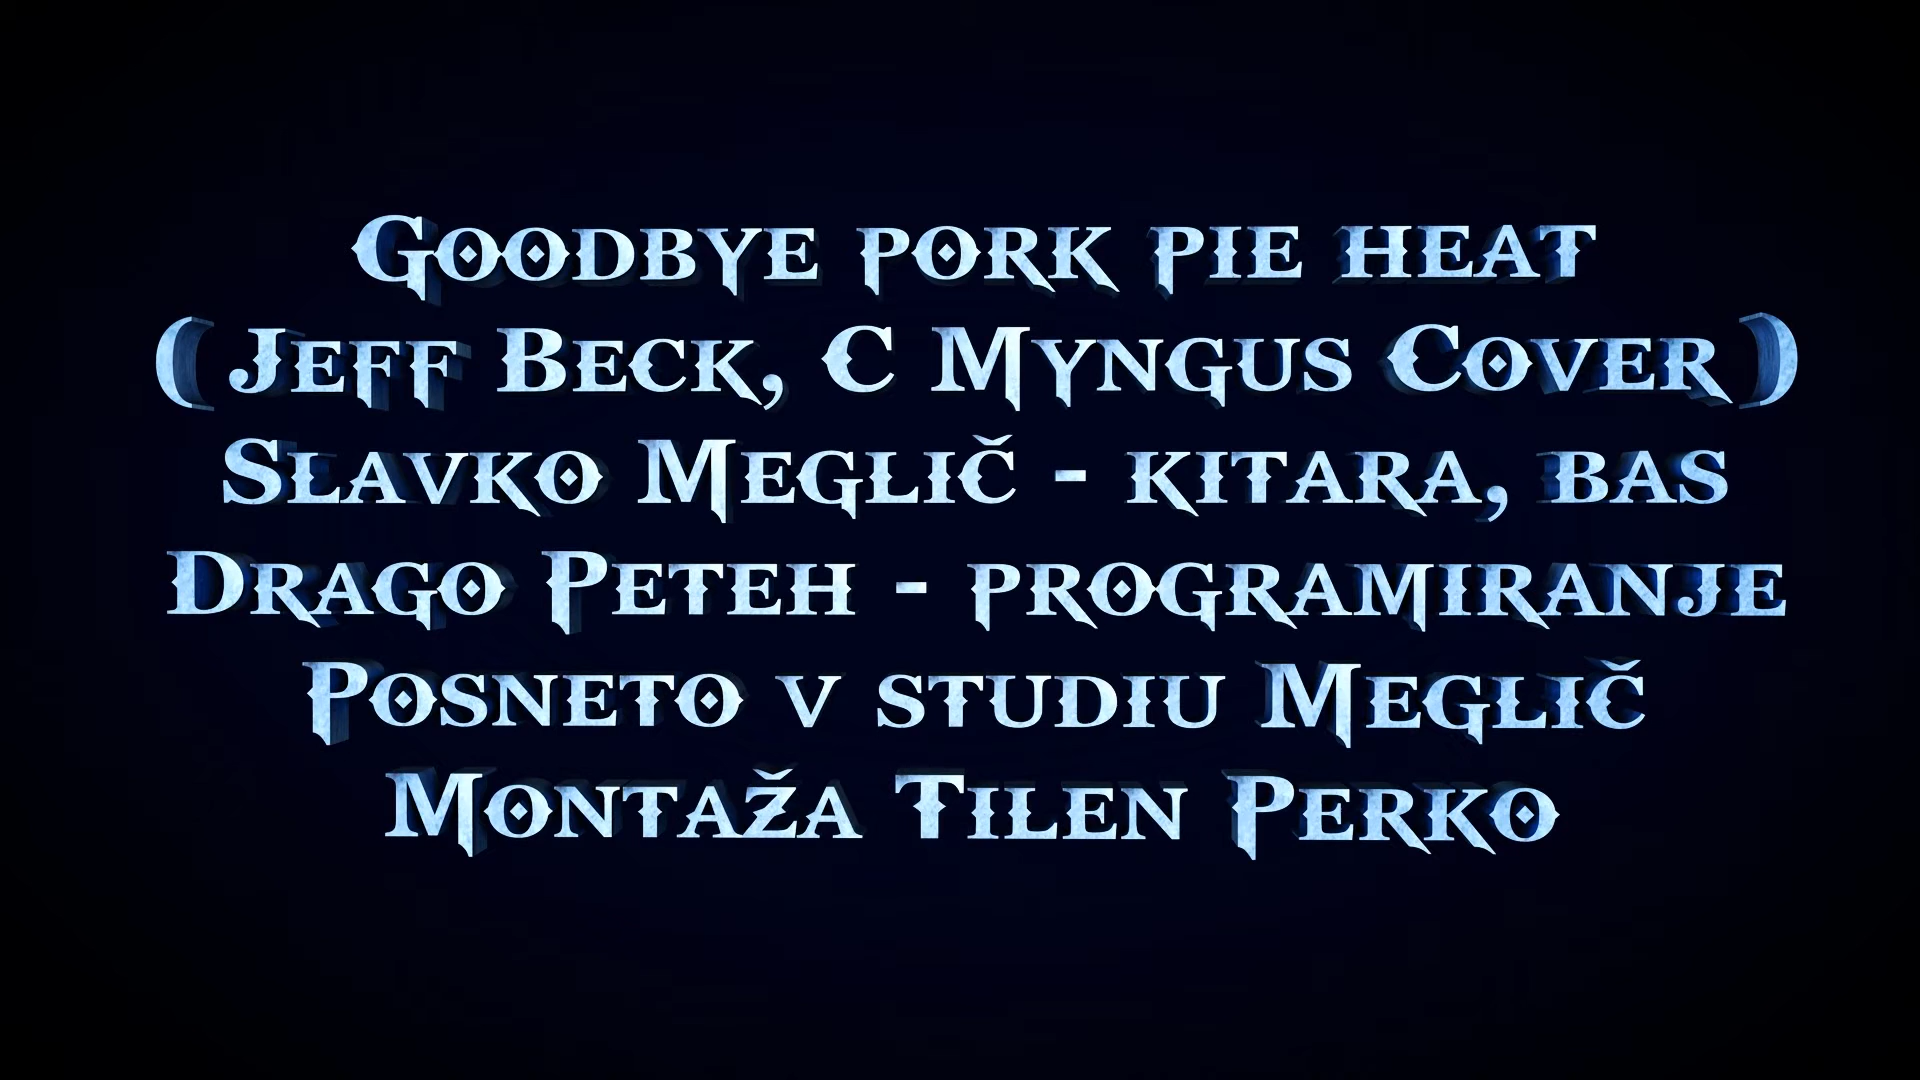 Goodbye pork pie heat
( Jeff Beck, C Myngus Cover )
Slavko Meglič - kitara, bas
Drago Peteh - programiranje
Posneto v studiu Meglič
Montaža Tilen Perko